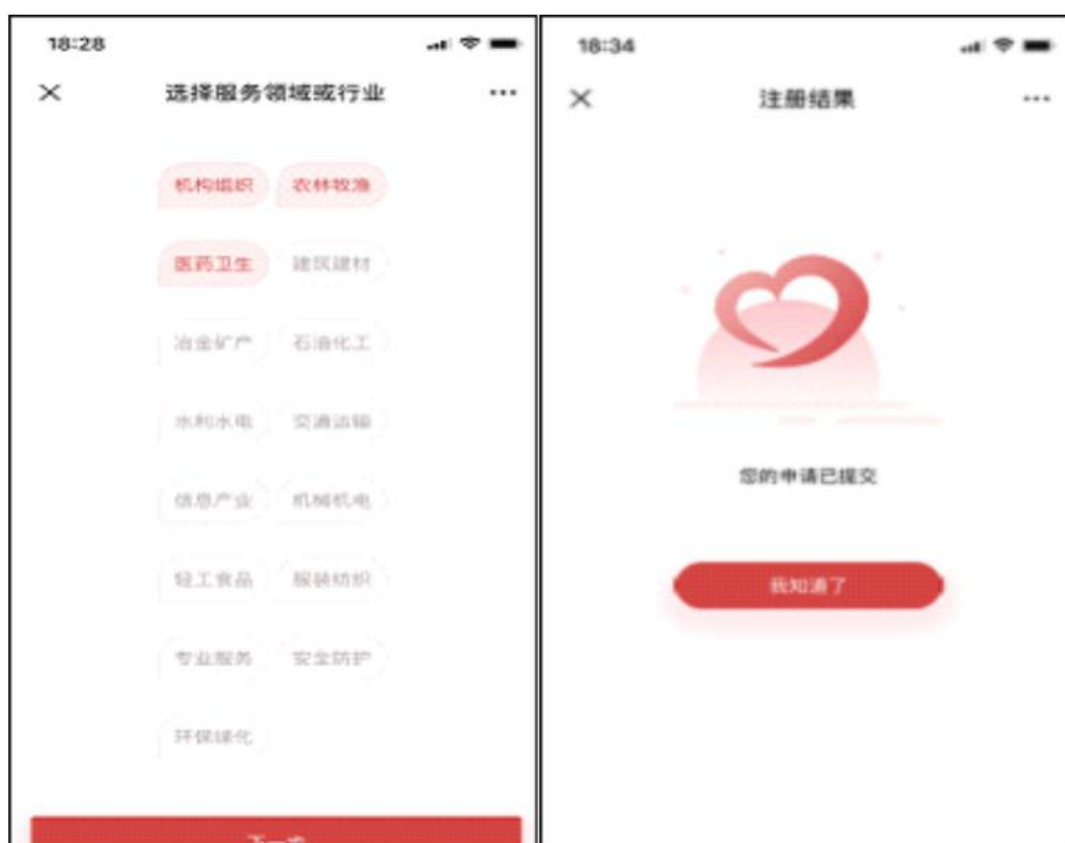 18:28
选择服务领域或行业
机构组织 农林牧渔
医药卫生 建筑建材
冶金矿产 石油化工
水利水电 交通运输
信息产业 机械机电
轻工食品 服装纺织
专业服务 安全防护
环保绿化
下一步
18:34
注册结果
您的申请已提交
我知道了